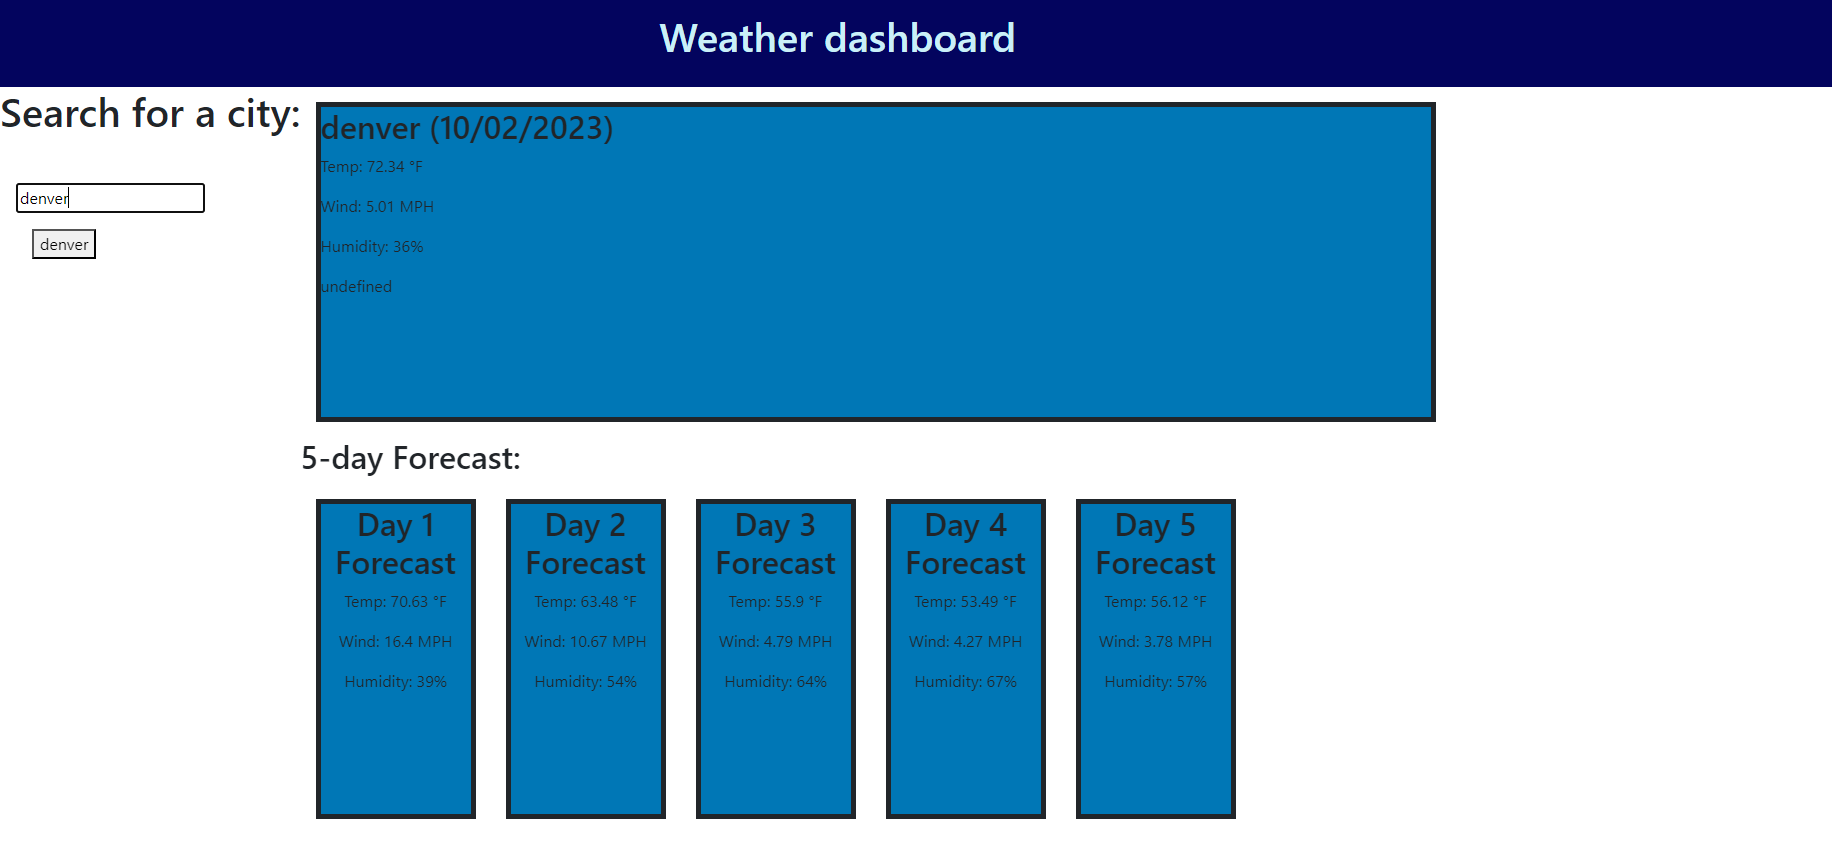 Weather dashboard
Search for a city:
denver
denver
denver (10/02/2023)
Temp: 72.34 °F
Wind: 5.01 MPH
Humidity: 36%
undefined
5-day Forecast:
Day 1
Forecast
Temp: 70.63 °F
Wind: 16.4 MPH
Humidity: 39%
Day 2
Forecast
Temp: 63.48 °F
Wind: 10.67 MPH
Humidity: 54%
Day 3
Forecast
Temp: 55.9 °F
Wind: 4.79 MPH
Humidity: 64%
Day 4
Forecast
Temp: 53.49 °F
Wind: 4.27 MPH
Humidity: 67%
Day 5
Forecast
Temp: 56.12 °F
Wind: 3.78 MPH
Humidity: 57%